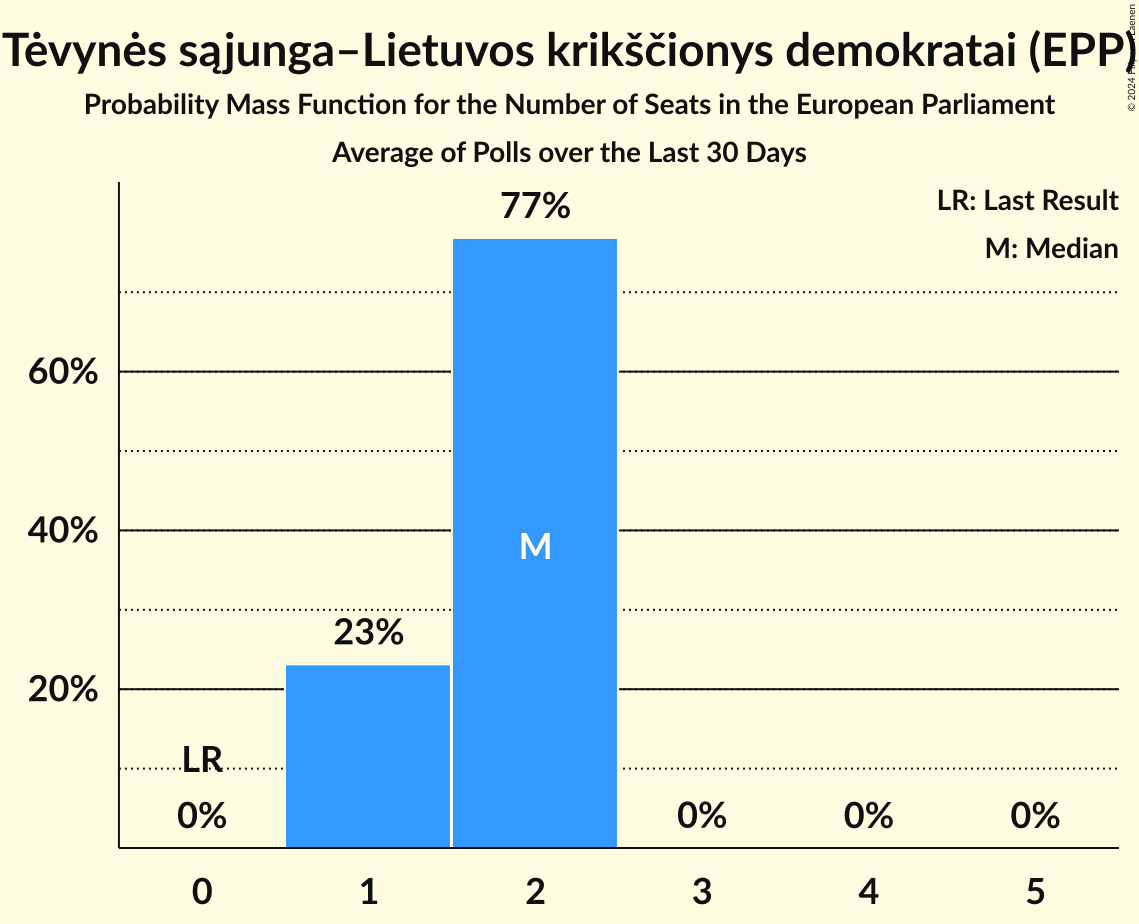 Tėvynės sąjunga–Lietuvos krikščionys demokratai (EPP)
Probability Mass Function for the Number of Seats in the European Parliament
Average of Polls over the Last 30 Days
LR: Last Result
M: Median
77%
60%
40%
M
23%
20%
LR
0%
0%
0%
0%
0
1
2
3
4
5
© 2024 Laenen